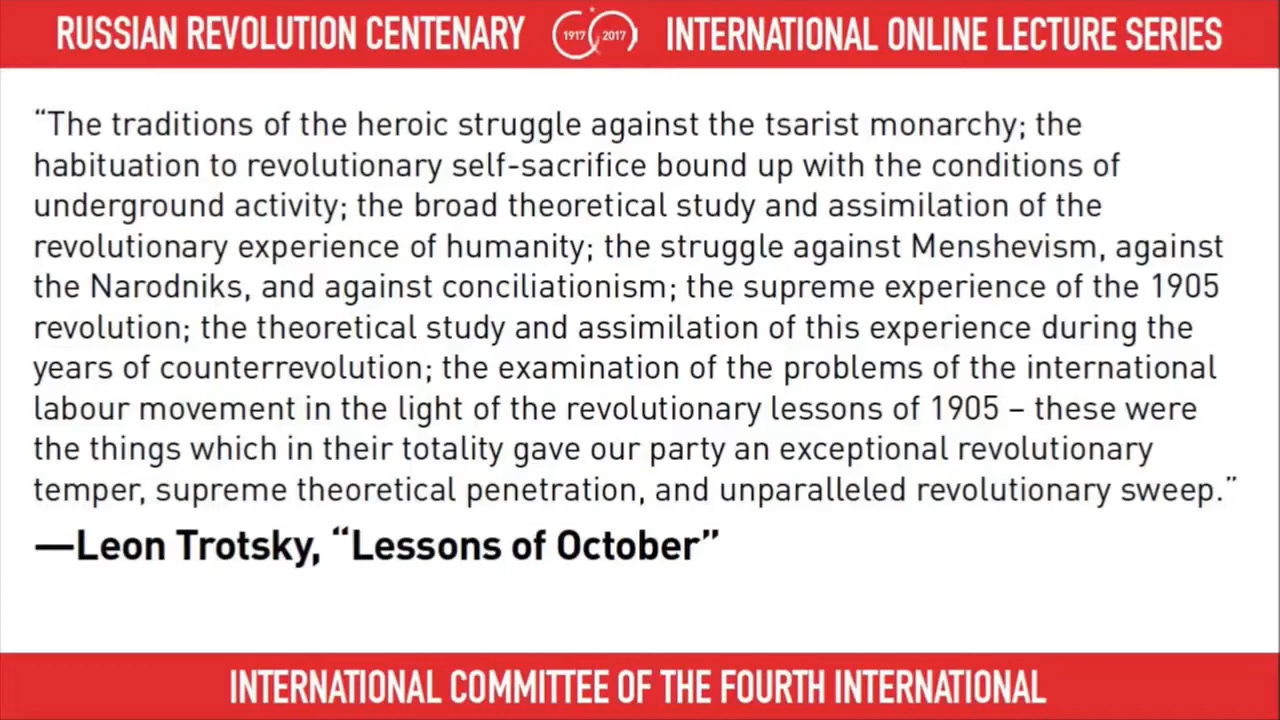 RUSSIAN REVOLUTION CENTENARY 1917 2017 INTERNATIONAL ONLINE LECTURE SERIES
“The traditions of the heroic struggle against the tsarist monarchy; the
habituation to revolutionary self-sacrifice bound up with the conditions of
underground activity; the broad theoretical study and assimilation of the
revolutionary experience of humanity; the struggle against Menshevism, against
the Narodniks, and against conciliationism; the supreme experience of the 1905
revolution; the theoretical study and assimilation of this experience during the
years of counterrevolution; the examination of the problems of the international
labour movement in the light of the revolutionary lessons of 1905 – these were
the things which in their totality gave our party an exceptional revolutionary
temper, supreme theoretical penetration, and unparalleled revolutionary sweep.”
—Leon Trotsky, “Lessons of October”
INTERNATIONAL COMMITTEE OF THE FOURTH INTERNATIONAL